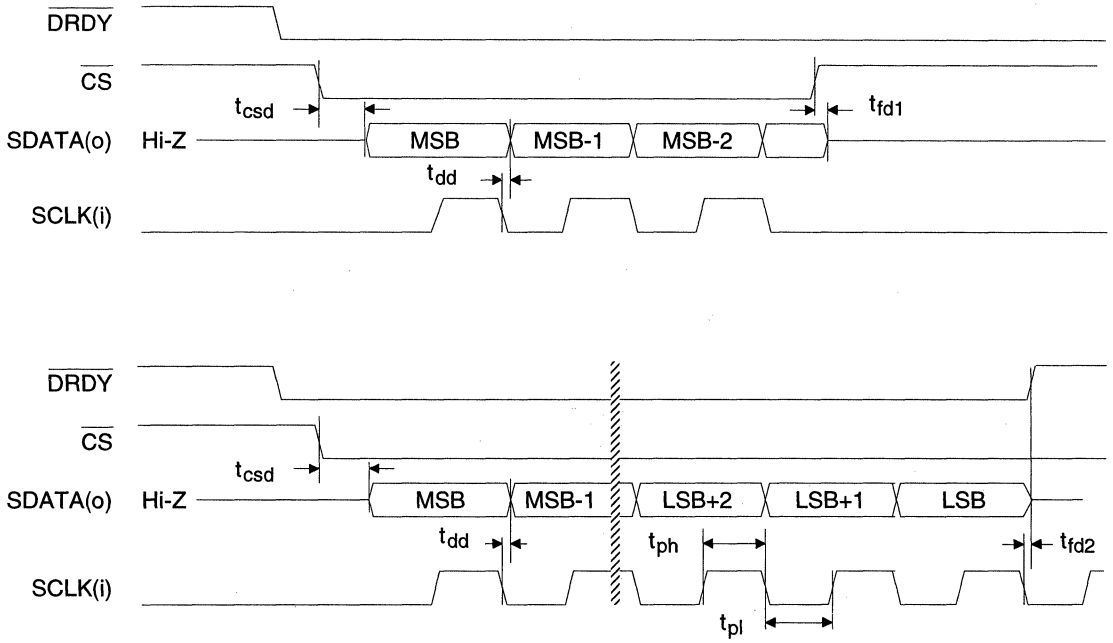 DRDY
CS
tcsd
tfd1
SDATA(o) Hi-Z MSB MSB-1 MSB-2
tdd
SCLK(i)
DRDY
CS
tcsd
SDATA(o) Hi-Z MSB MSB-1 LSB+2 LSB+1 LSB
tdd tph tfd2
SCLK(i)
tpl